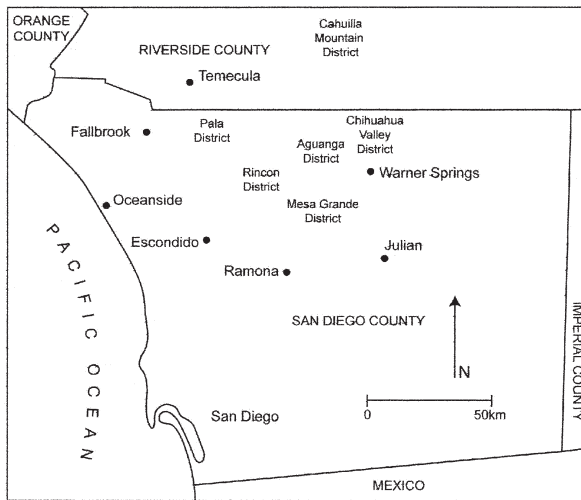 ORANGE
COUNTY
Cahuilla
Mountain
District
RIVERSIDE COUNTY
Temecula
Fallbrook
Pala
District
Chihuahua
Valley
District
Aguanga
District
Warner Springs
Rincon
District
Mesa Grande
District
Oceanside
Escondido
Julian
Ramona
PACIFIC OCEAN
SAN DIEGO COUNTY
IMPERIAL COUNTY
N
0
50km
San Diego
MEXICO